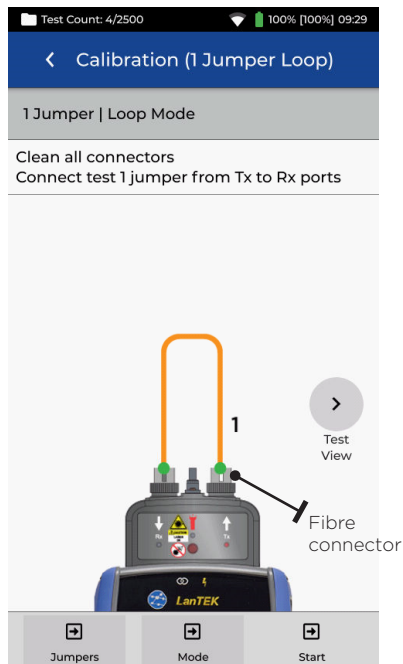 Test Count: 4/2500 100% [100%] 09:29
Calibration (1 Jumper Loop)
1 Jumper | Loop Mode
Clean all connectors
Connect test 1 jumper from Tx to Rx ports
1
Test
View
Fibre
connector
Rx
Tx
LanTEK
Jumpers Mode Start